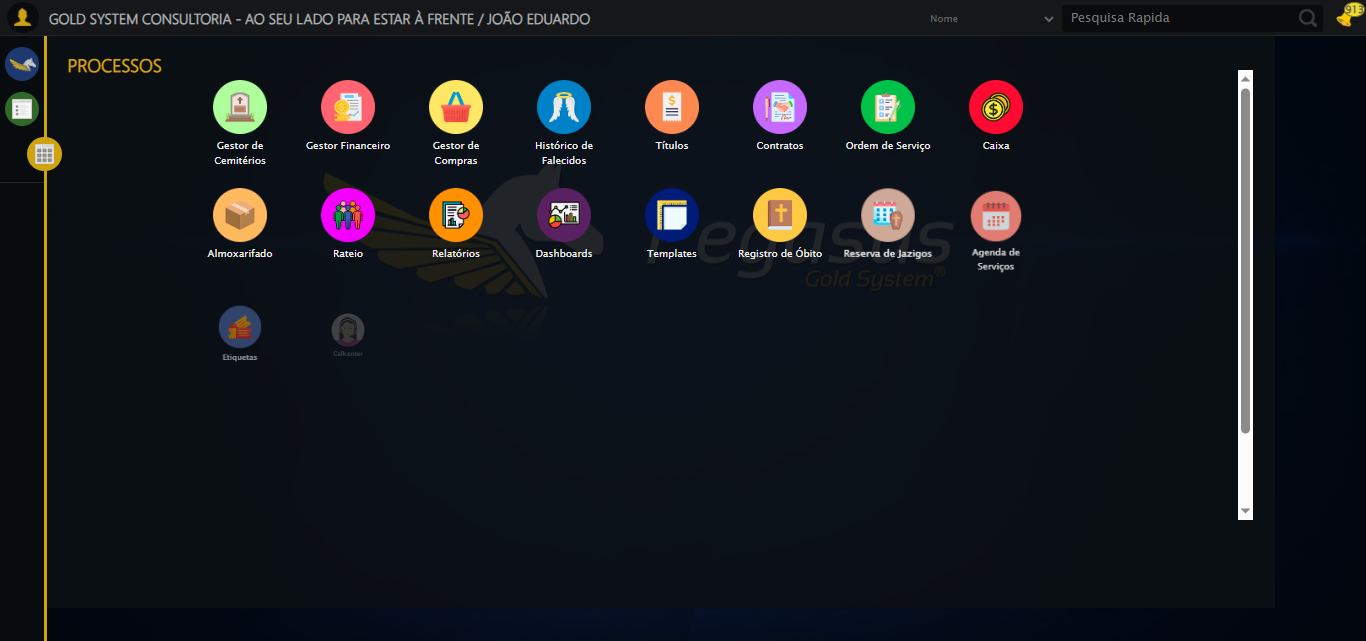 GOLD SYSTEM CONSULTORIA - AO SEU LADO PARA ESTAR À FRENTE / JOÃO EDUARDO
Nome
Pesquisa Rapida
913
PROCESSOS
Gestor de
Cemitérios
Gestor Financeiro
Gestor de
Compras
Histórico de
Falecidos
Títulos
Contratos
Ordem de Serviço
Caixa
Almoxarifado
Rateio
Relatórios
Dashboards
Templates
Registro de Óbito
Reserva de Jazigos
Agenda de
Serviços
Pegasus
Gold System®
Etiquetas
Callcenter